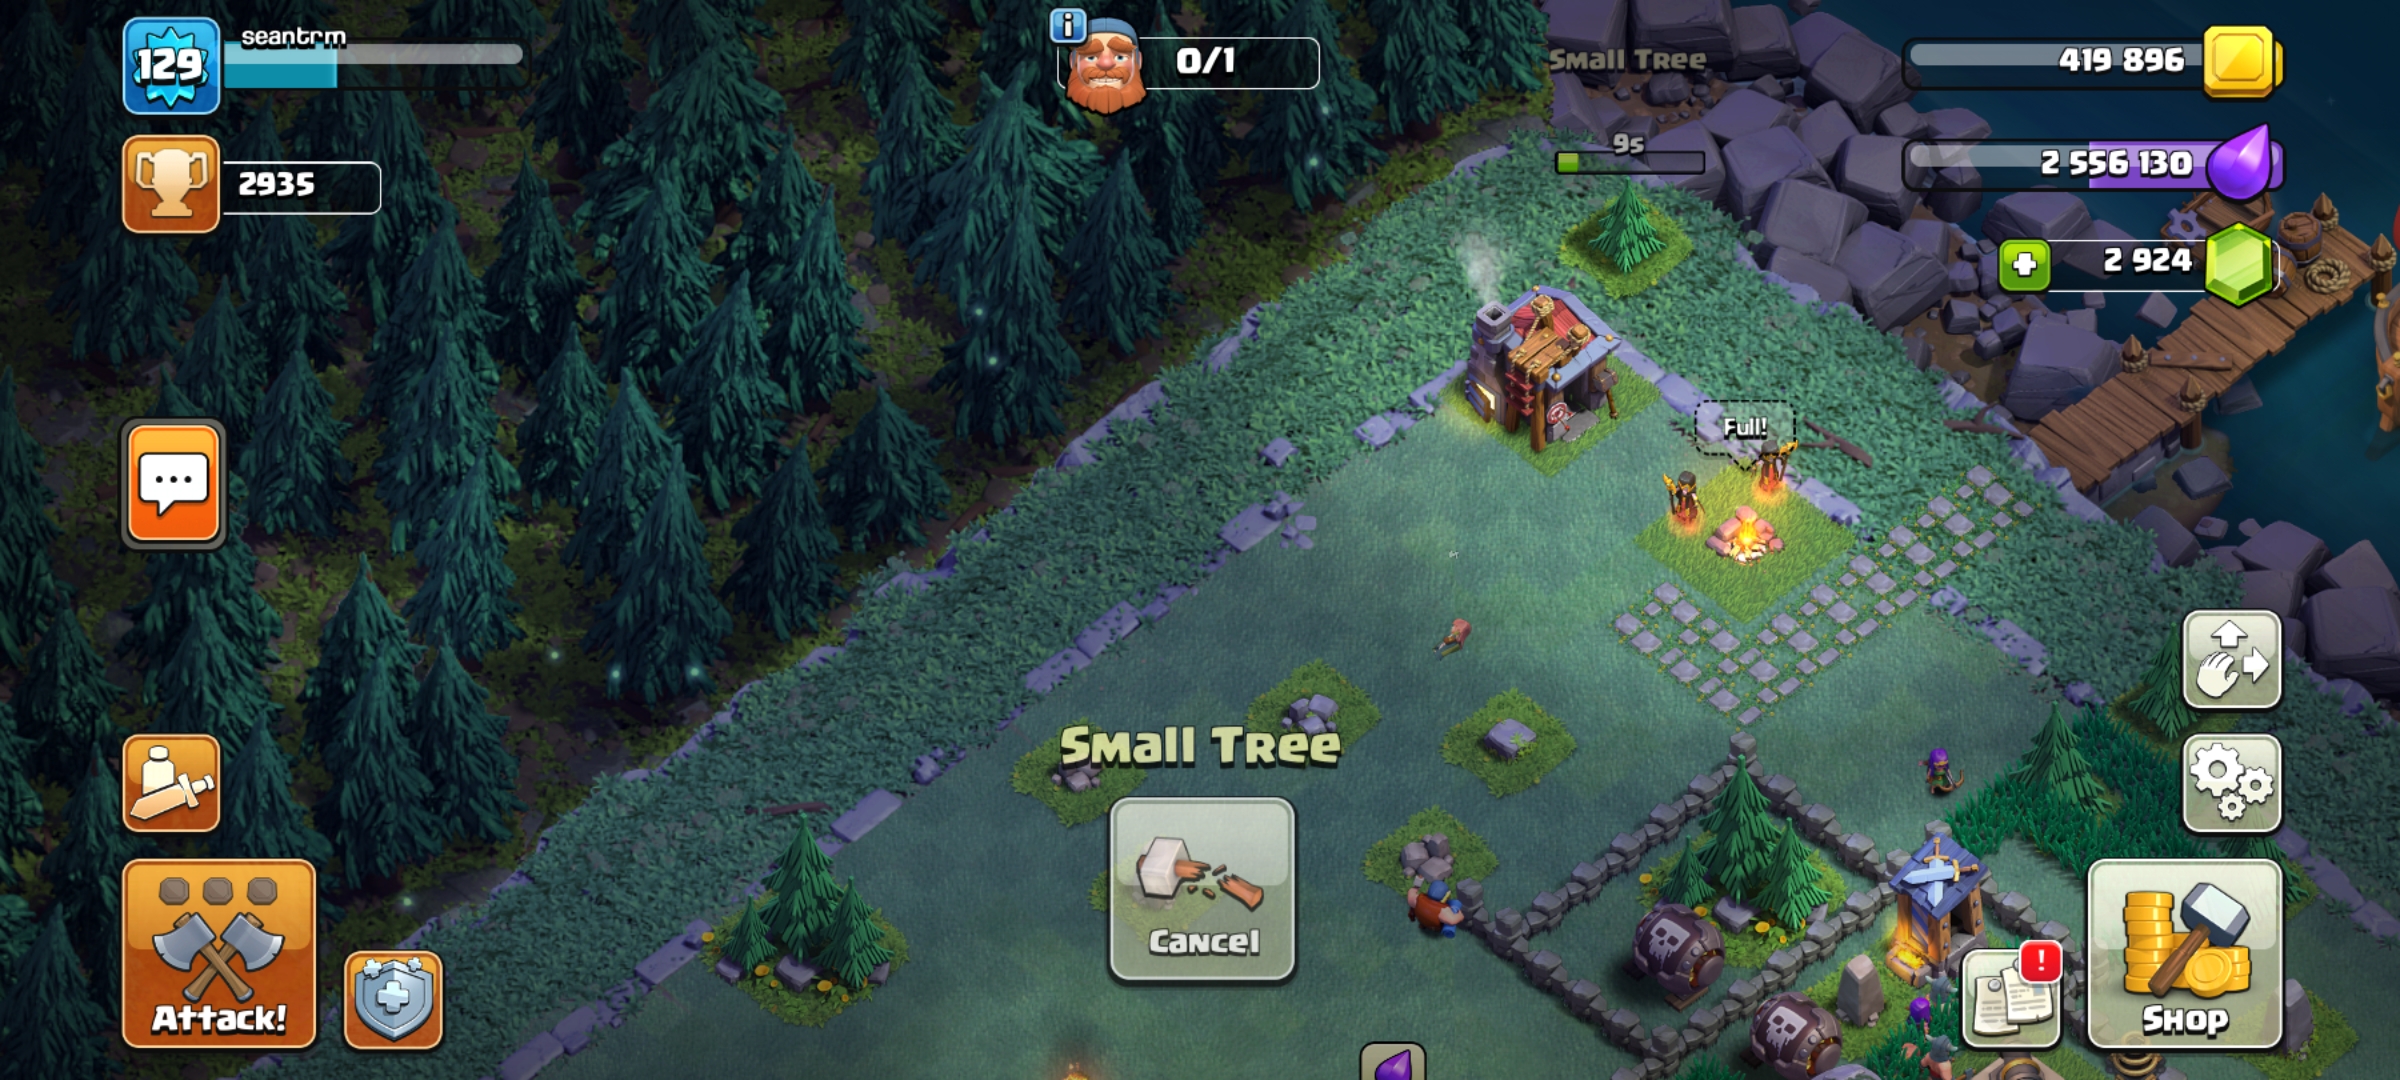 129
seantrm
0/1
Small Tree
419 896
9s
2 556 130
2935
2 924
Full!
Small Tree
Cancel
Attack!
!
Shop